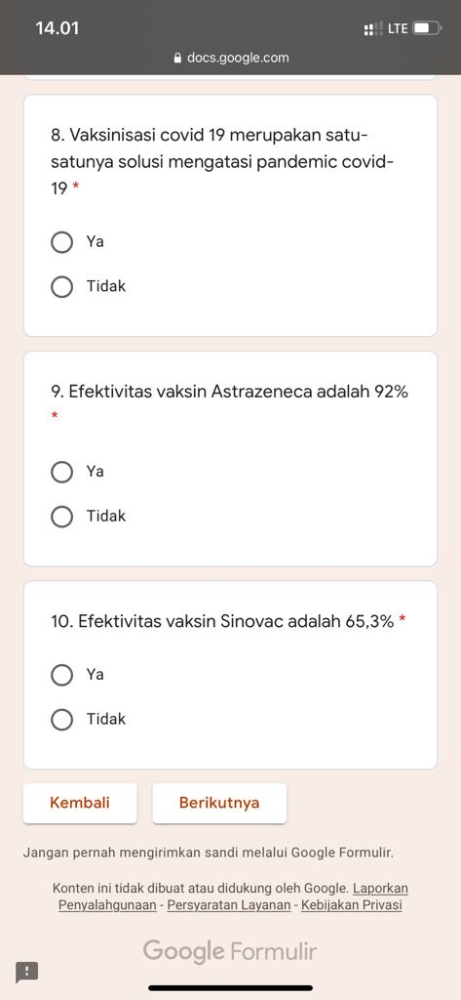 14.01
LTE
docs.google.com
8. Vaksinisasi covid 19 merupakan satu-
satunya solusi mengatasi pandemic covid-
19 *
Ya
Tidak
9. Efektivitas vaksin Astrazeneca adalah 92%
*
Ya
Tidak
10. Efektivitas vaksin Sinovac adalah 65,3% *
Ya
Tidak
Kembali
Berikutnya
Jangan pernah mengirimkan sandi melalui Google Formulir.
Konten ini tidak dibuat atau didukung oleh Google. Laporkan
Penyalahgunaan - Persyaratan Layanan - Kebijakan Privasi
Google Formulir